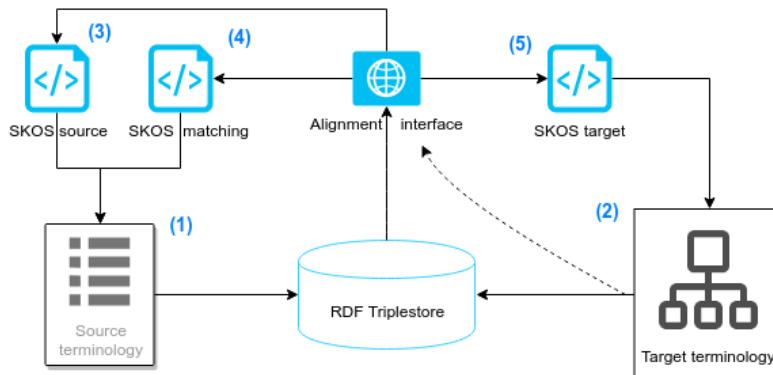 (3)
(4)
(5)
</>
</>
</>
SKOS source
SKOS matching
Alignment interface
SKOS target
(1)
(2)
RDF Triplestore
Source
terminology
Target terminology